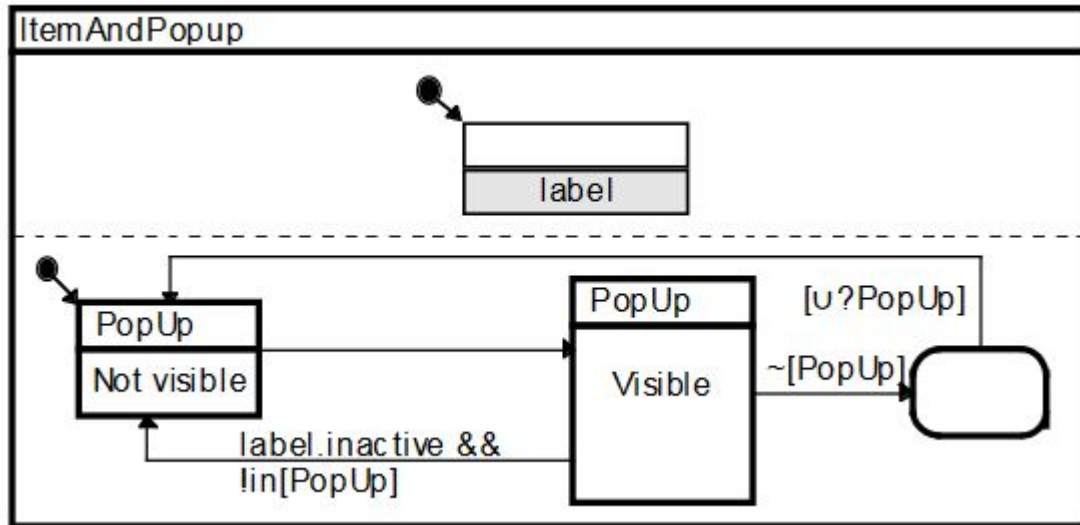 ItemAndPopup
label
PopUp
Not visible
PopUp
Visible
[∪?PopUp]
~[PopUp]
label.inactive &&
!in[PopUp]